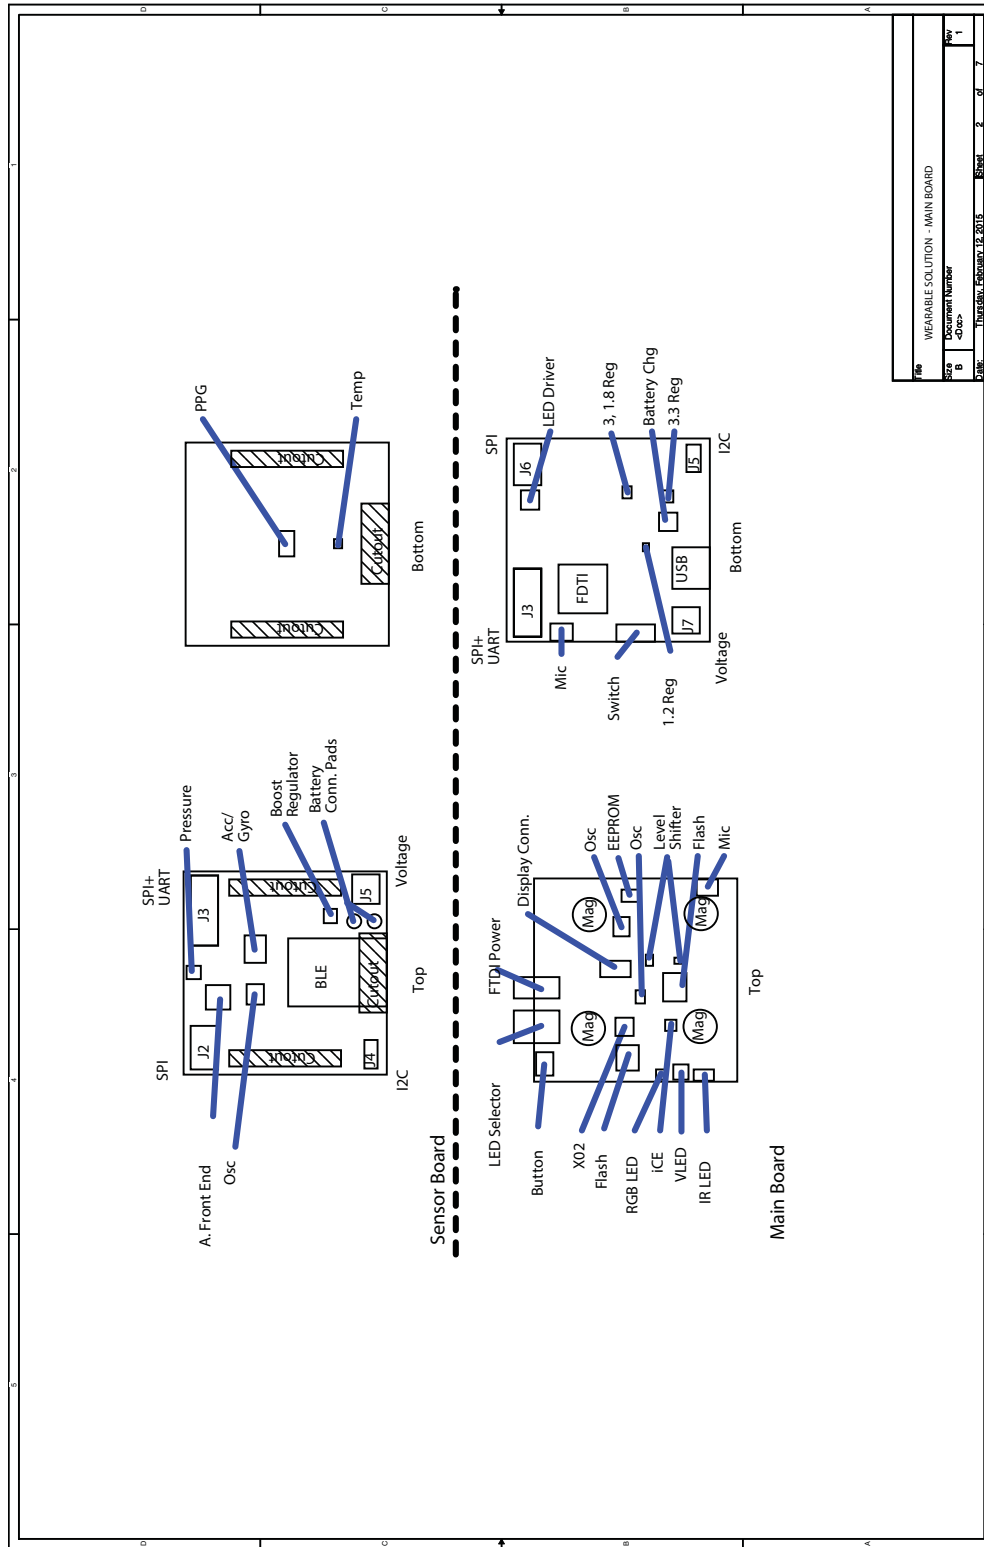 5
4
3
2
1
D
C
B
A
SPI
J2
J3
SPI+
UART
Pressure
Acc/
Gyro
Boost
Regulator
Battery
Conn. Pads
A. Front End
Osc
Cutout
Cutout
BLE
Cutout
J4
J5
I2C
Top
Voltage
PPG
Temp
Cutout
Cutout
Cutout
Bottom
Sensor Board
LED Selector
FTDI Power
Display Conn.
Button
X02
Flash
RGB LED
iCE
VLED
IR LED
Mag
Mag
Mag
Mag
Osc
EEPROM
Osc
Level
Shifter
Flash
Mic
Top
Main Board
SPI+
UART
SPI
J3
J6
LED Driver
Mic
FDTI
3, 1.8 Reg
Switch
Battery Chg
1.2 Reg
3.3 Reg
J7
USB
J5
Voltage
Bottom
I2C
D
C
B
A
5
4
3
2
1
Title
WEARABLE SOLUTION - MAIN BOARD
Size
Document Number
Rev
B
<Doc>
1
Date:
Thursday, February 12, 2015
Sheet
2
of
7